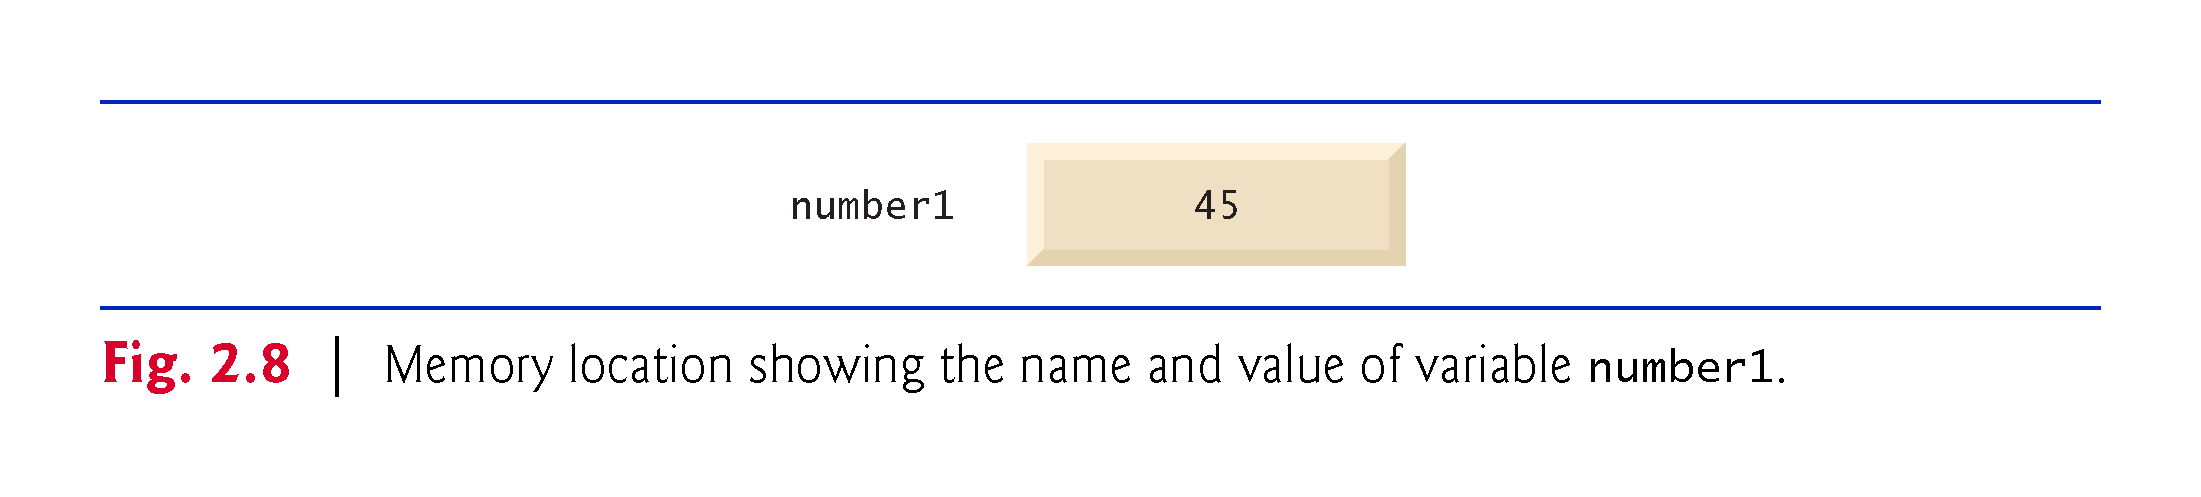 number1 45
Fig. 2.8 | Memory location showing the name and value of variable number1.